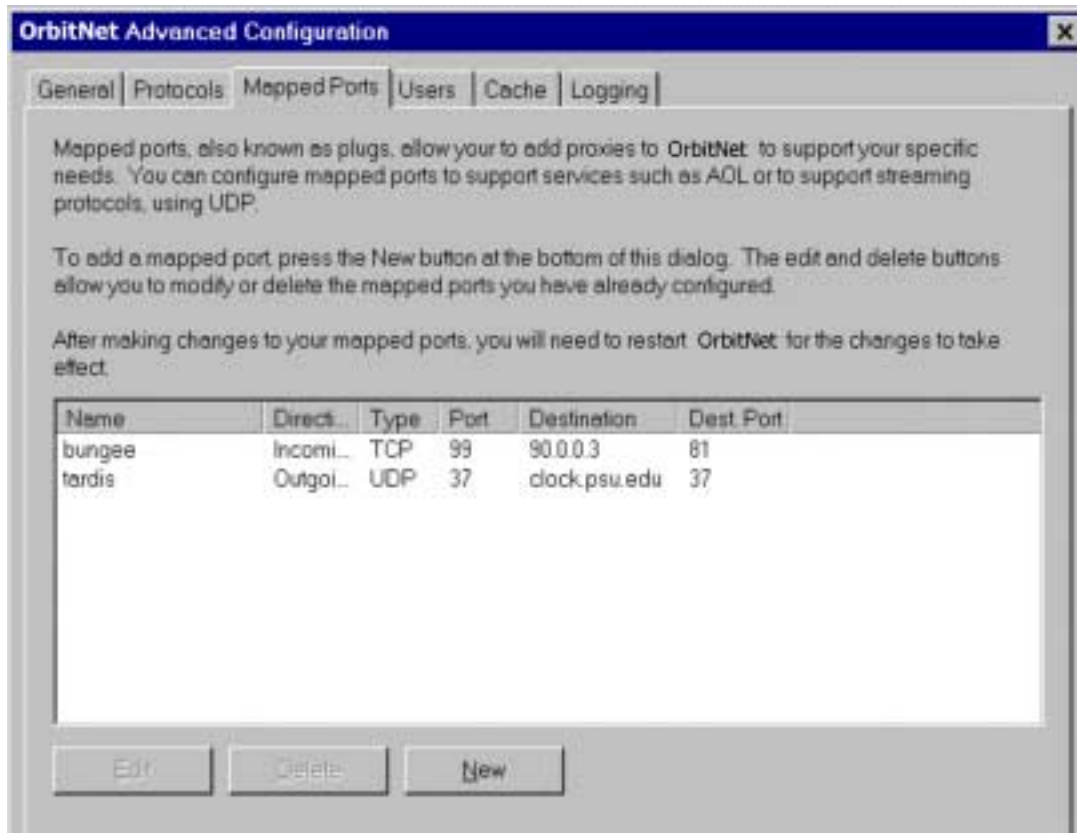 OrbitNet Advanced Configuration
General Protocols Mapped Ports Users Cache Logging
Mapped ports, also known as plugs, allow your to add proxies to OrbitNet to support your specific
needs. You can configure mapped ports to support services such as AOL or to support streaming
protocols, using UDP.
To add a mapped port, press the New button at the bottom of this dialog. The edit and delete buttons
allow you to modify or delete the mapped ports you have already configured.
After making changes to your mapped ports, you will need to restart OrbitNet for the changes to take
effect.
Name Directi... Type Port Destination Dest. Port
bungee Incomi... TCP 99 90.0.0.3 81
tardis Outgoi... UDP 37 clock.psu.edu 37
Edit Delete New